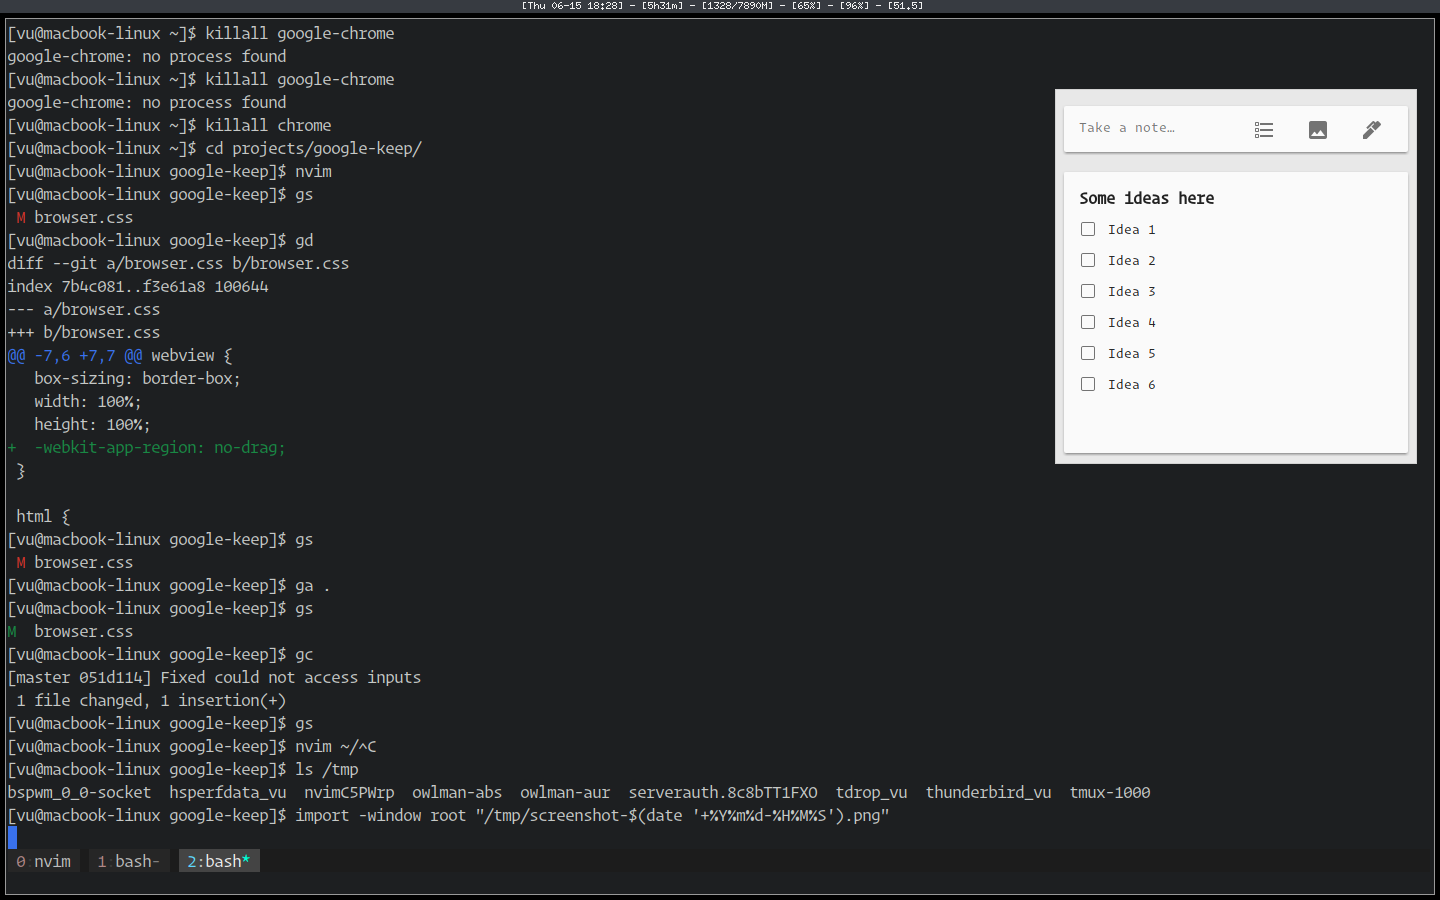 [Thu 06-15 18:28] - [5h31m] - [1328/7890M] - [65%] - [96%] - [51.5]
[vu@macbook-linux ~]$ killall google-chrome
google-chrome: no process found
[vu@macbook-linux ~]$ killall google-chrome
google-chrome: no process found
[vu@macbook-linux ~]$ killall chrome
[vu@macbook-linux ~]$ cd projects/google-keep/
[vu@macbook-linux google-keep]$ nvim
[vu@macbook-linux google-keep]$ gs
 M browser.css
[vu@macbook-linux google-keep]$ gd
diff --git a/browser.css b/browser.css
index 7b4c081..f3e61a8 100644
--- a/browser.css
+++ b/browser.css
@@ -7,6 +7,7 @@ webview {
   box-sizing: border-box;
   width: 100%;
   height: 100%;
+  -webkit-app-region: no-drag;
 }
 html {
[vu@macbook-linux google-keep]$ gs
 M browser.css
[vu@macbook-linux google-keep]$ ga .
[vu@macbook-linux google-keep]$ gs
M  browser.css
[vu@macbook-linux google-keep]$ gc
[master 051d114] Fixed could not access inputs
 1 file changed, 1 insertion(+)
[vu@macbook-linux google-keep]$ gs
[vu@macbook-linux google-keep]$ nvim ~/^C
[vu@macbook-linux google-keep]$ ls /tmp
bspwm_0_0-socket  hsperfdata_vu  nvimC5PWrp  owlman-abs  owlman-aur  serverauth.8c8bTT1FXO  tdrop_vu  thunderbird_vu  tmux-1000
[vu@macbook-linux google-keep]$ import -window root "/tmp/screenshot-$(date '+%Y%m%d-%H%M%S').png"
0:nvim  1:bash-  2:bash*
Take a note…
Some ideas here
Idea 1
Idea 2
Idea 3
Idea 4
Idea 5
Idea 6